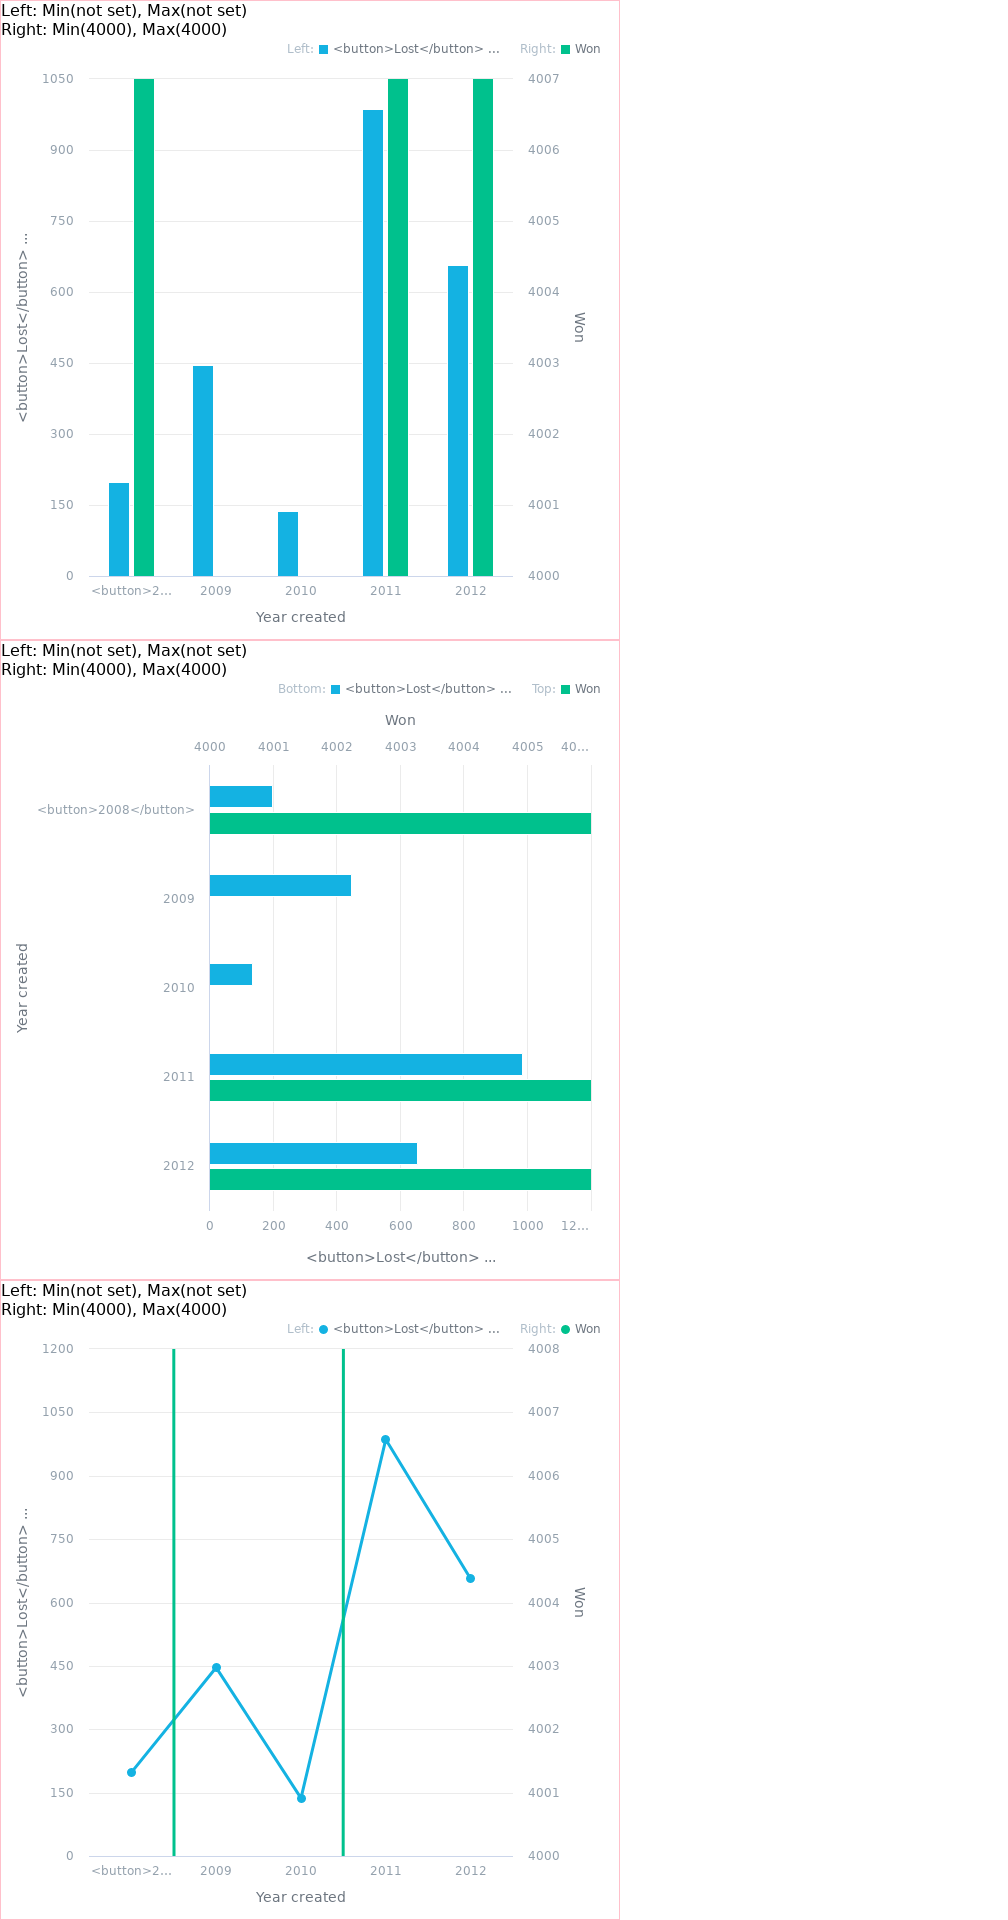 Left: Min(not set), Max(not set)
Right: Min(4000), Max(4000)
Left: <button>Lost</button> ... Right: Won
1050 4007
900 4006
750 4005
600 4004
450 4003
300 4002
150 4001
0 4000
<button>Lost</button> ...
Won
<button>2... 2009 2010 2011 2012
Year created
Left: Min(not set), Max(not set)
Right: Min(4000), Max(4000)
Bottom: <button>Lost</button> ... Top: Won
Won
4000 4001 4002 4003 4004 4005 40...
<button>2008</button>
2009
2010
2011
2012
Year created
0 200 400 600 800 1000 12...
<button>Lost</button> ...
Left: Min(not set), Max(not set)
Right: Min(4000), Max(4000)
Left: <button>Lost</button> ... Right: Won
1200 4008
1050 4007
900 4006
750 4005
600 4004
450 4003
300 4002
150 4001
0 4000
<button>Lost</button> ...
Won
<button>2... 2009 2010 2011 2012
Year created